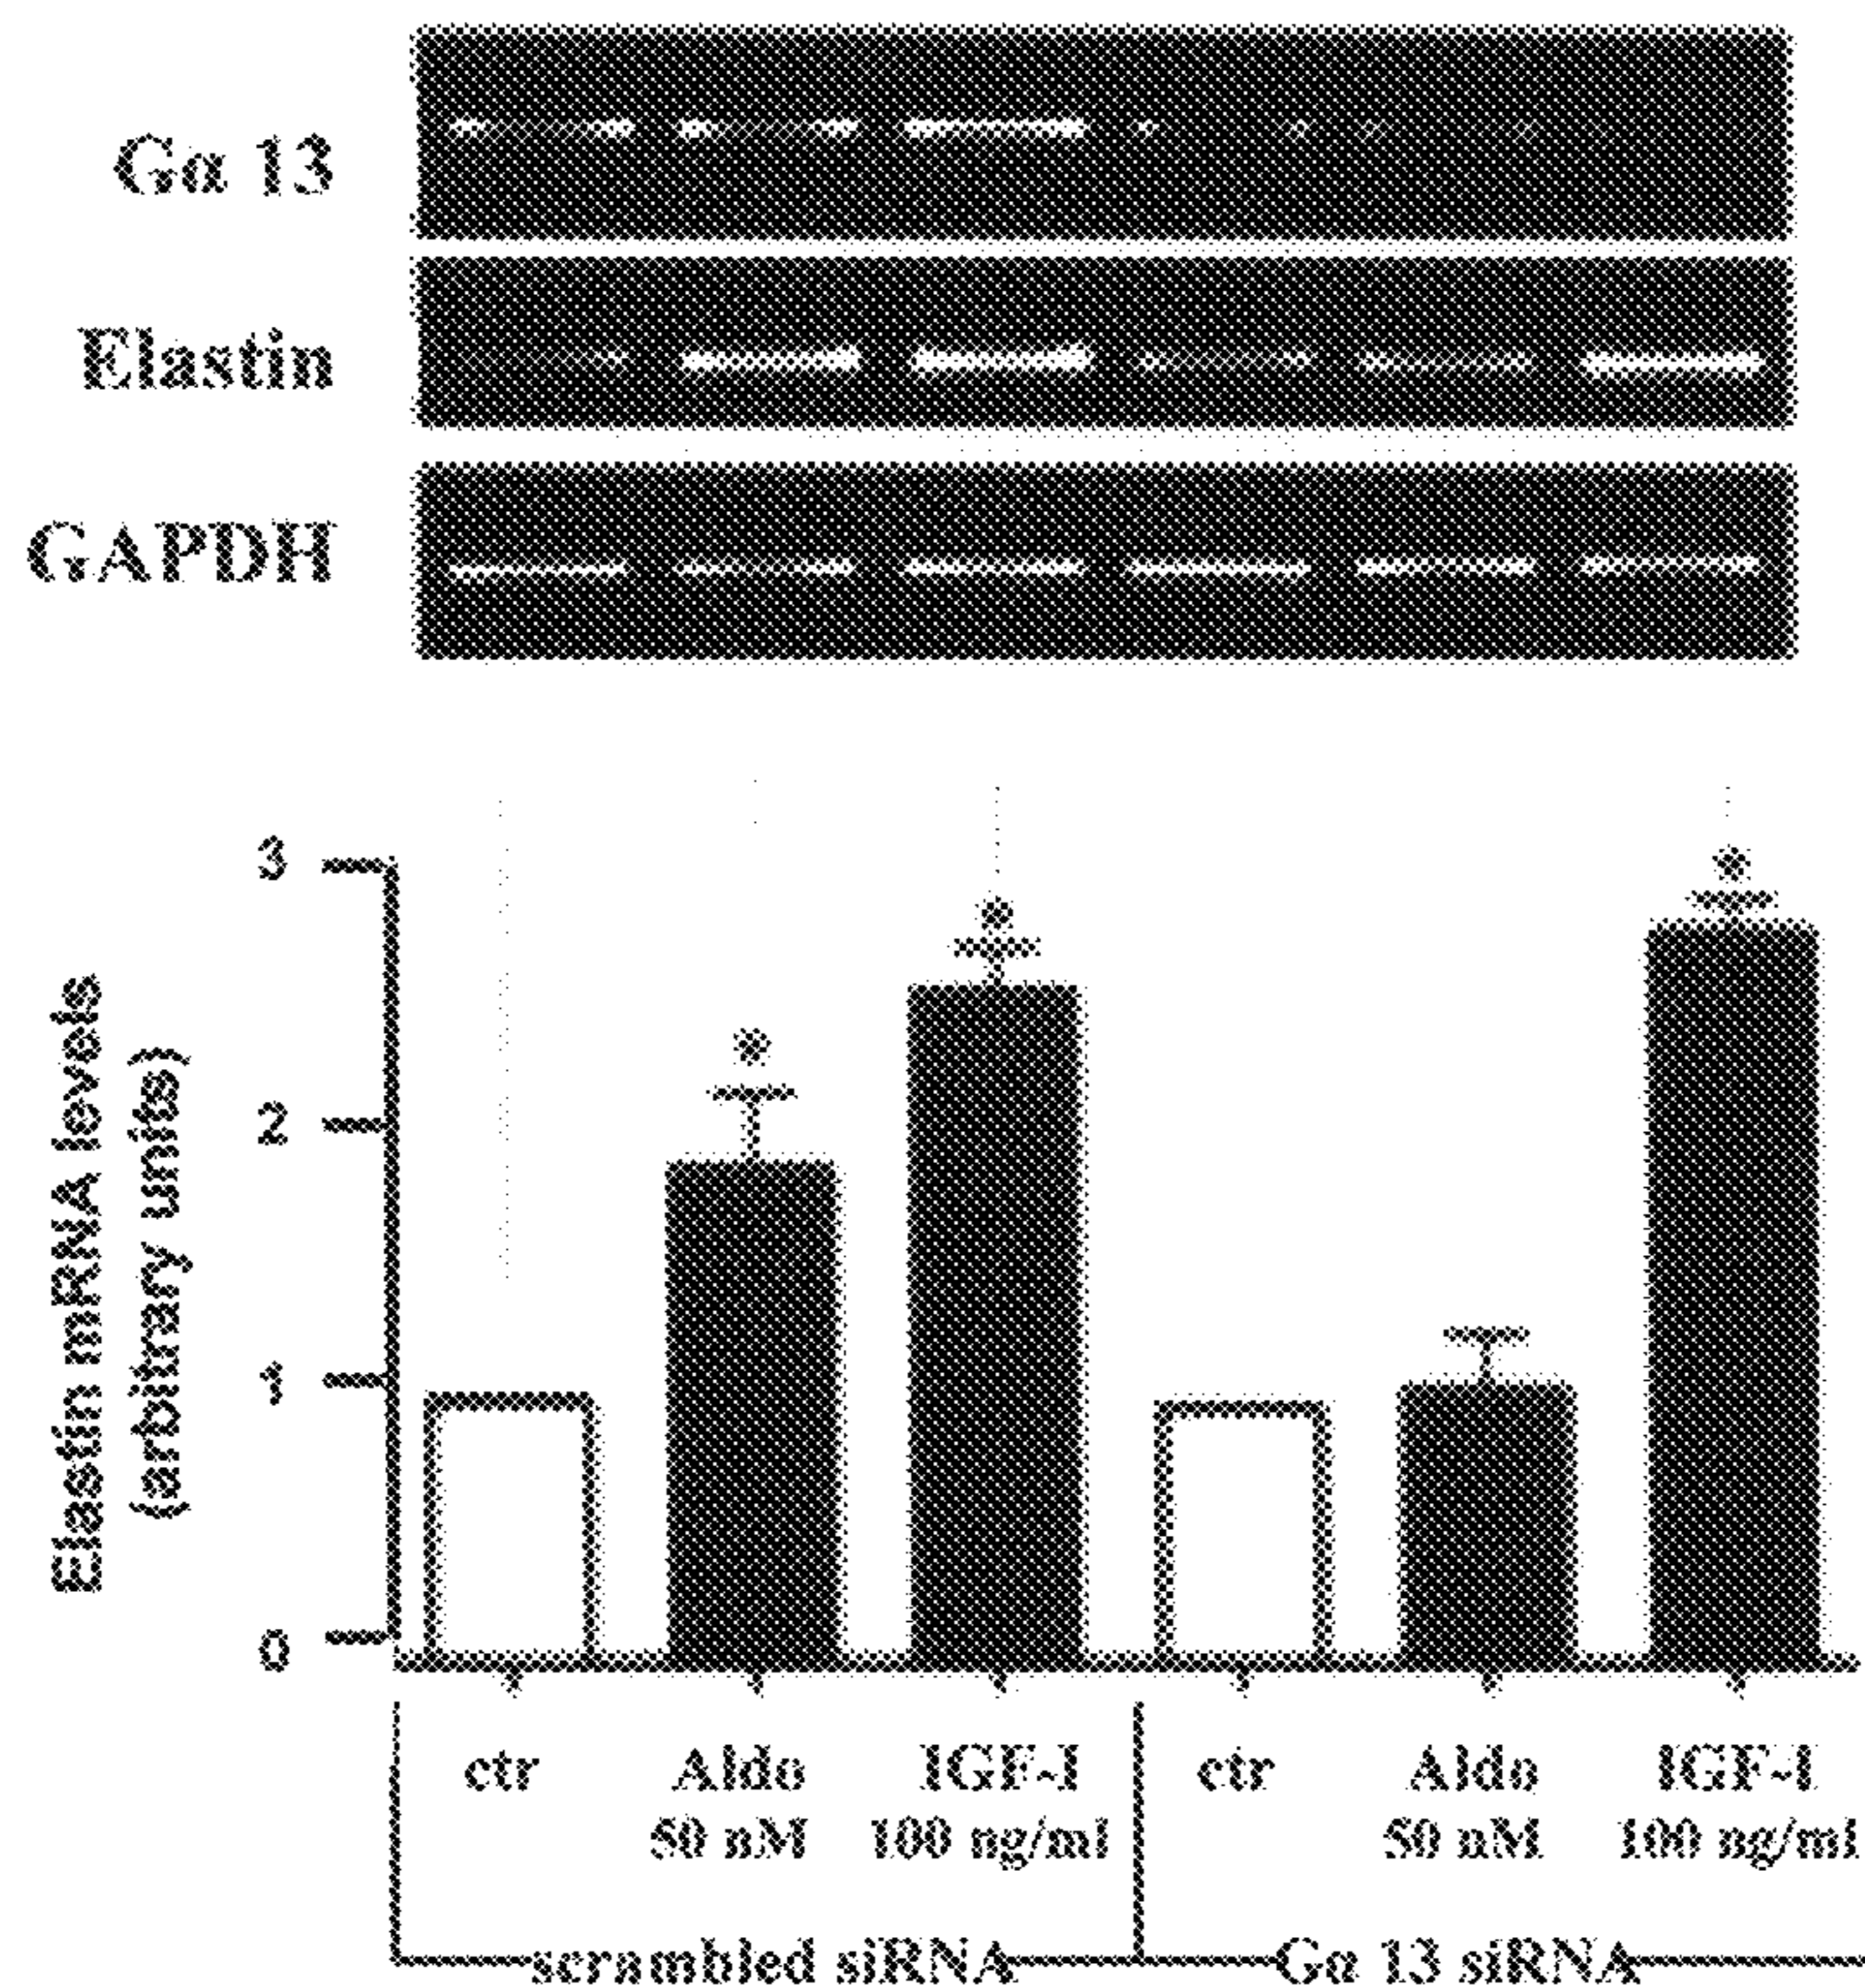 Gα 13
Elastin
GAPDH
Elastin mRNA levels
(arbitrary units)
3
2
1
0
* * *
ctr Aldo IGF-I ctr Aldo IGF-I
50 nM 100 ng/ml 50 nM 100 ng/ml
scrambled siRNA Gα 13 siRNA